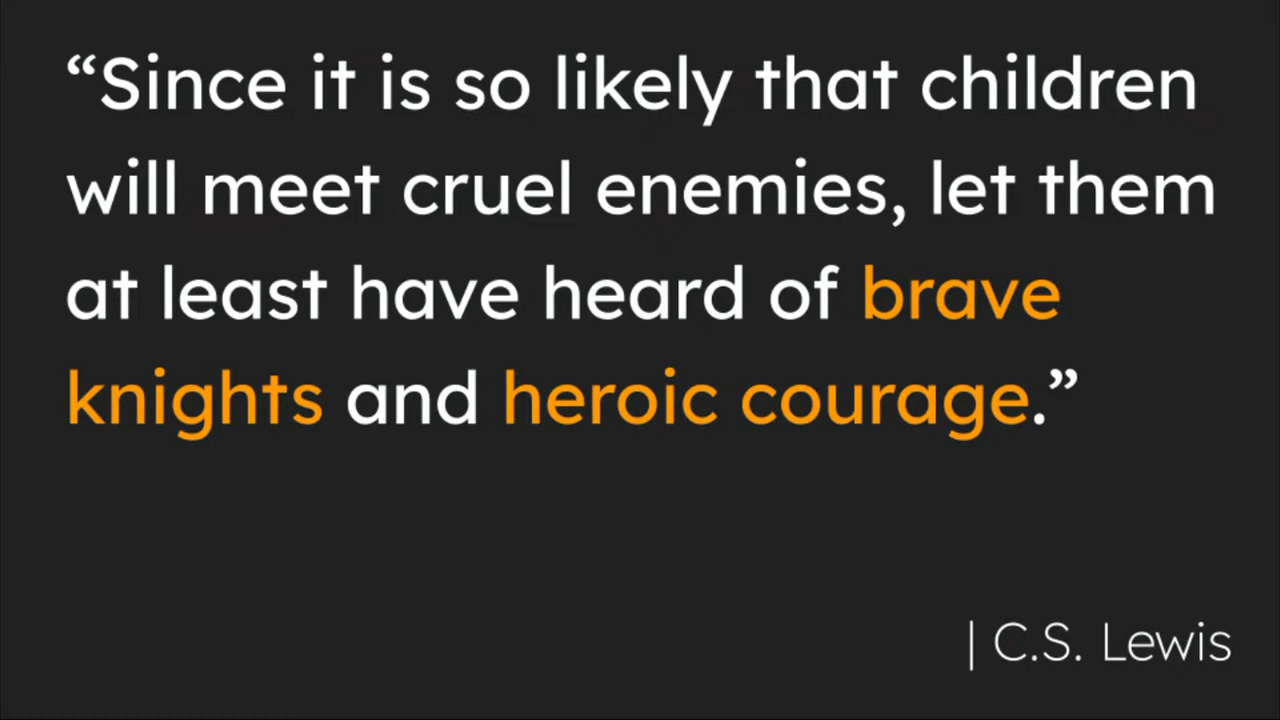 “Since it is so likely that children
will meet cruel enemies, let them
at least have heard of brave
knights and heroic courage.”
| C.S. Lewis